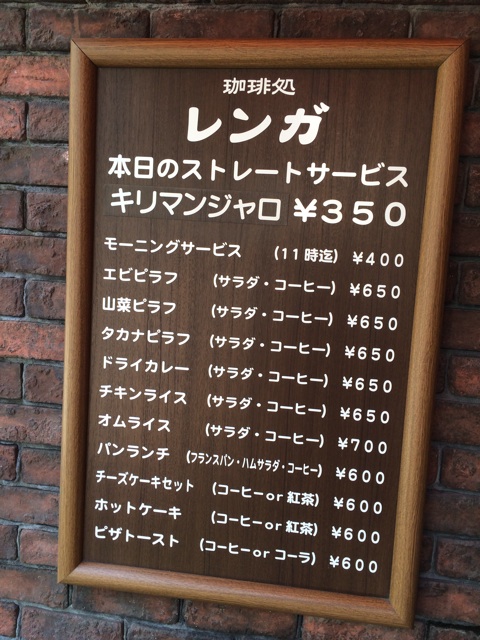 珈琲処
レンガ
本日のストレートサービス
キリマンジャロ ¥350
モーニングサービス (11時迄) ¥400
エビピラフ (サラダ・コーヒー) ¥650
山菜ピラフ (サラダ・コーヒー) ¥650
タカナピラフ (サラダ・コーヒー) ¥650
ドライカレー (サラダ・コーヒー) ¥650
チキンライス (サラダ・コーヒー) ¥650
オムライス (サラダ・コーヒー) ¥700
パンランチ (フランスパン・ハムサラダ・コーヒー) ¥600
チーズケーキセット (コーヒーor紅茶) ¥600
ホットケーキ (コーヒーor紅茶) ¥600
ピザトースト (コーヒーorコーラ) ¥600